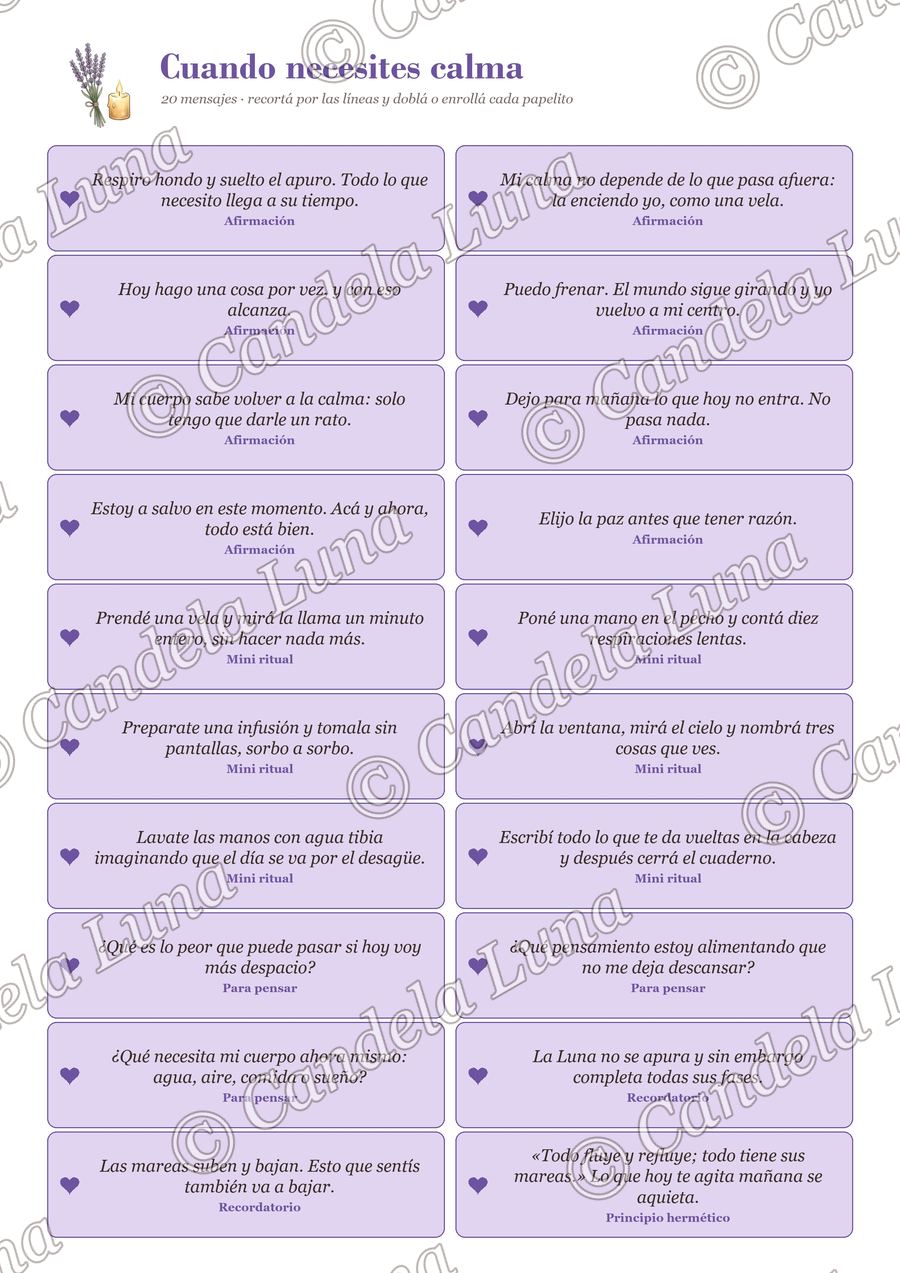 Cuando necesites calma
20 mensajes · recortá por las líneas y doblá o enrollá cada papelito
Respiro hondo y suelto el apuro. Todo lo que
necesito llega a su tiempo.
Afirmación
Mi calma no depende de lo que pasa afuera:
la enciendo yo, como una vela.
Afirmación
Hoy hago una cosa por vez, y con eso
alcanza.
Afirmación
Puedo frenar. El mundo sigue girando y yo
vuelvo a mi centro.
Afirmación
Mi cuerpo sabe volver a la calma: solo
tengo que darle un rato.
Afirmación
Dejo para mañana lo que hoy no entra. No
pasa nada.
Afirmación
Estoy a salvo en este momento. Acá y ahora,
todo está bien.
Afirmación
Elijo la paz antes que tener razón.
Afirmación
Prendé una vela y mirá la llama un minuto
entero, sin hacer nada más.
Mini ritual
Poné una mano en el pecho y contá diez
respiraciones lentas.
Mini ritual
Preparate una infusión y tomala sin
pantallas, sorbo a sorbo.
Mini ritual
Abrí la ventana, mirá el cielo y nombrá tres
cosas que ves.
Mini ritual
Lavate las manos con agua tibia
imaginando que el día se va por el desagüe.
Mini ritual
Escribí todo lo que te da vueltas en la cabeza
y después cerrá el cuaderno.
Mini ritual
¿Qué es lo peor que puede pasar si hoy voy
más despacio?
Para pensar
¿Qué pensamiento estoy alimentando que
no me deja descansar?
Para pensar
¿Qué necesita mi cuerpo ahora mismo:
agua, aire, comida o sueño?
Para pensar
La Luna no se apura y sin embargo
completa todas sus fases.
Recordatorio
Las mareas suben y bajan. Esto que sentís
también va a bajar.
Recordatorio
«Todo fluye y refluye; todo tiene sus
mareas.» Lo que hoy te agita mañana se
aquieta.
Principio hermético
© Candela Luna